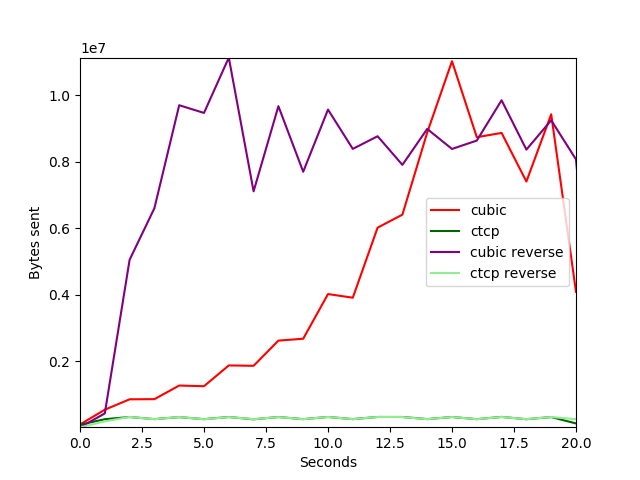 1e7
1.0
0.8
0.6
0.4
0.2
Bytes sent
cubic
ctcp
cubic reverse
ctcp reverse
0.0 2.5 5.0 7.5 10.0 12.5 15.0 17.5 20.0
Seconds